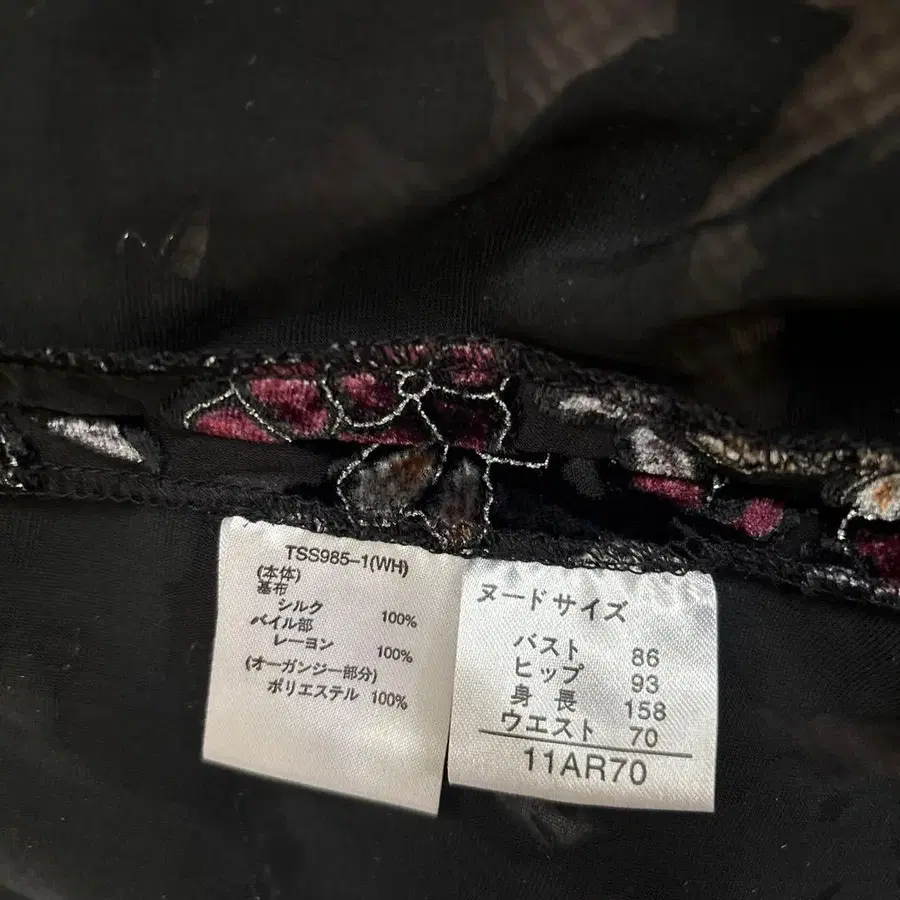 TSS985-1(WH)
(本体)
基布
シルク 100%
パイル部
レーヨン 100%
(オーガンジー部分)
ポリエステル 100%
ヌードサイズ
バスト 86
ヒップ 93
身長 158
ウエスト 70
11AR70